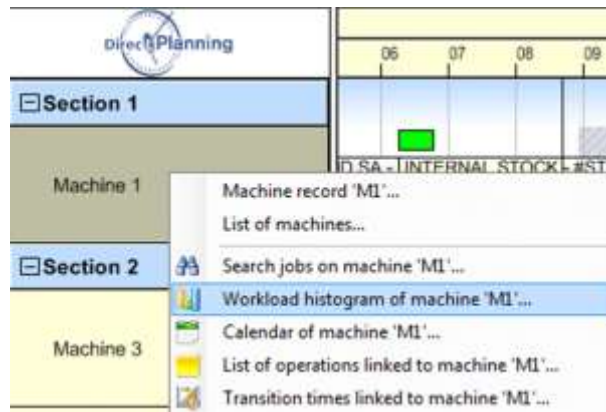 DirectPlanning
06 07 08 09
Section 1
D SA - INTERNAL STOCK - #ST
Machine 1
Machine record 'M1'...
List of machines...
Section 2
Search jobs on machine 'M1'...
Workload histogram of machine 'M1'...
Calendar of machine 'M1'...
Machine 3
List of operations linked to machine 'M1'...
Transition times linked to machine 'M1'...